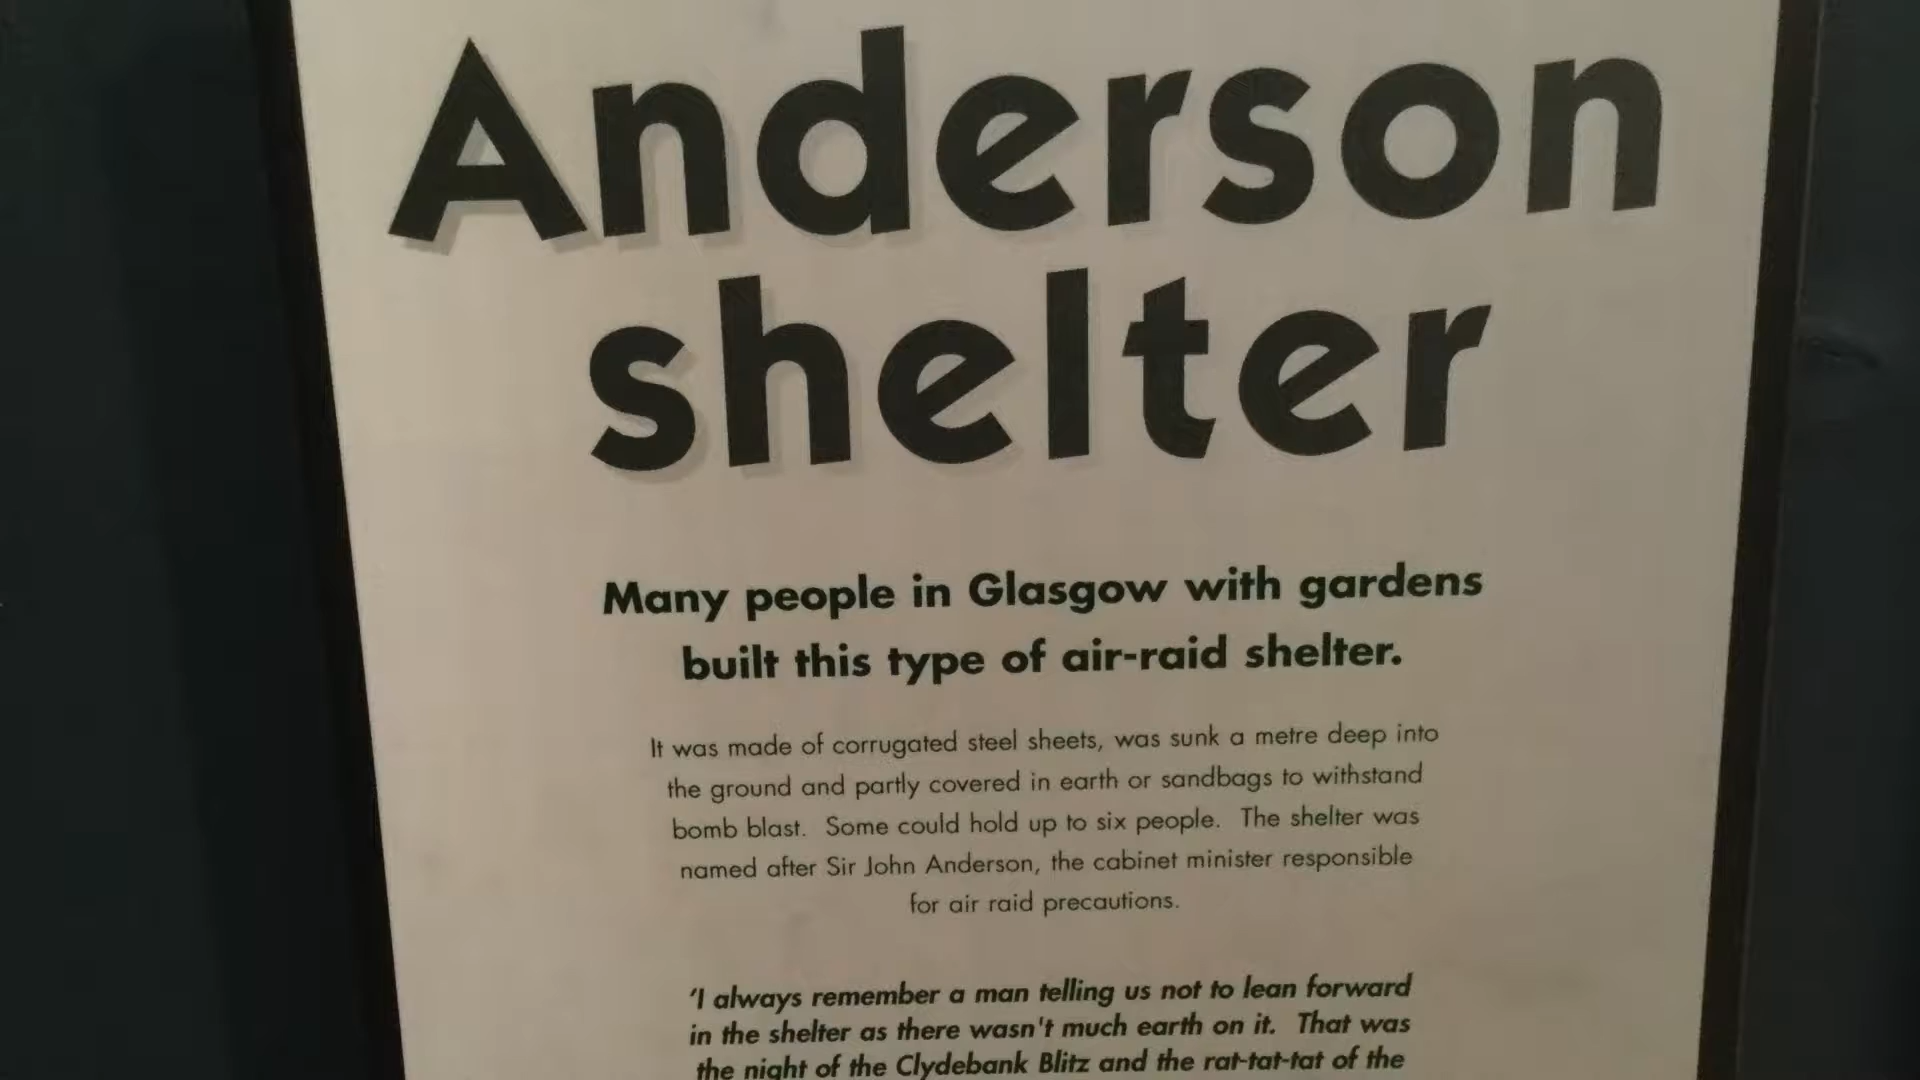 Anderson
shelter
Many people in Glasgow with gardens
built this type of air-raid shelter.
It was made of corrugated steel sheets, was sunk a metre deep into
the ground and partly covered in earth or sandbags to withstand
bomb blast.  Some could hold up to six people.  The shelter was
named after Sir John Anderson, the cabinet minister responsible
for air raid precautions.
'I always remember a man telling us not to lean forward
in the shelter as there wasn't much earth on it.  That was
the night of the Clydebank Blitz and the rat-tat-tat of the